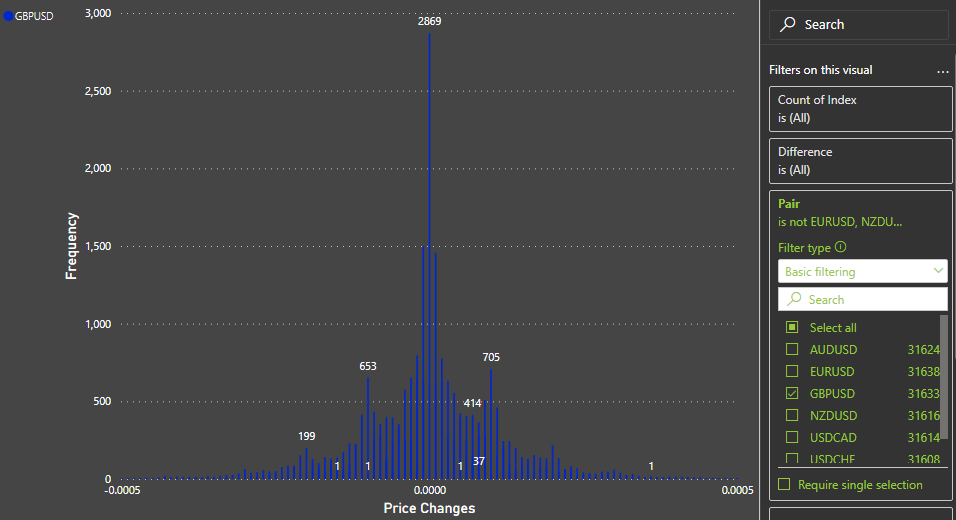 GBPUSD
3,000
2,500
2,000
1,500
1,000
500
0
Frequency
2869
653
705
414
199
1
1
1
37
1
-0.0005
0.0000
0.0005
Price Changes
Search
Filters on this visual
...
Count of Index
is (All)
Difference
is (All)
Pair
is not EURUSD, NZDU...
Filter type
Basic filtering
Search
Select all
AUDUSD 31624
EURUSD 31638
GBPUSD 31633
NZDUSD 31616
USDCAD 31614
USDCHF 31608
Require single selection